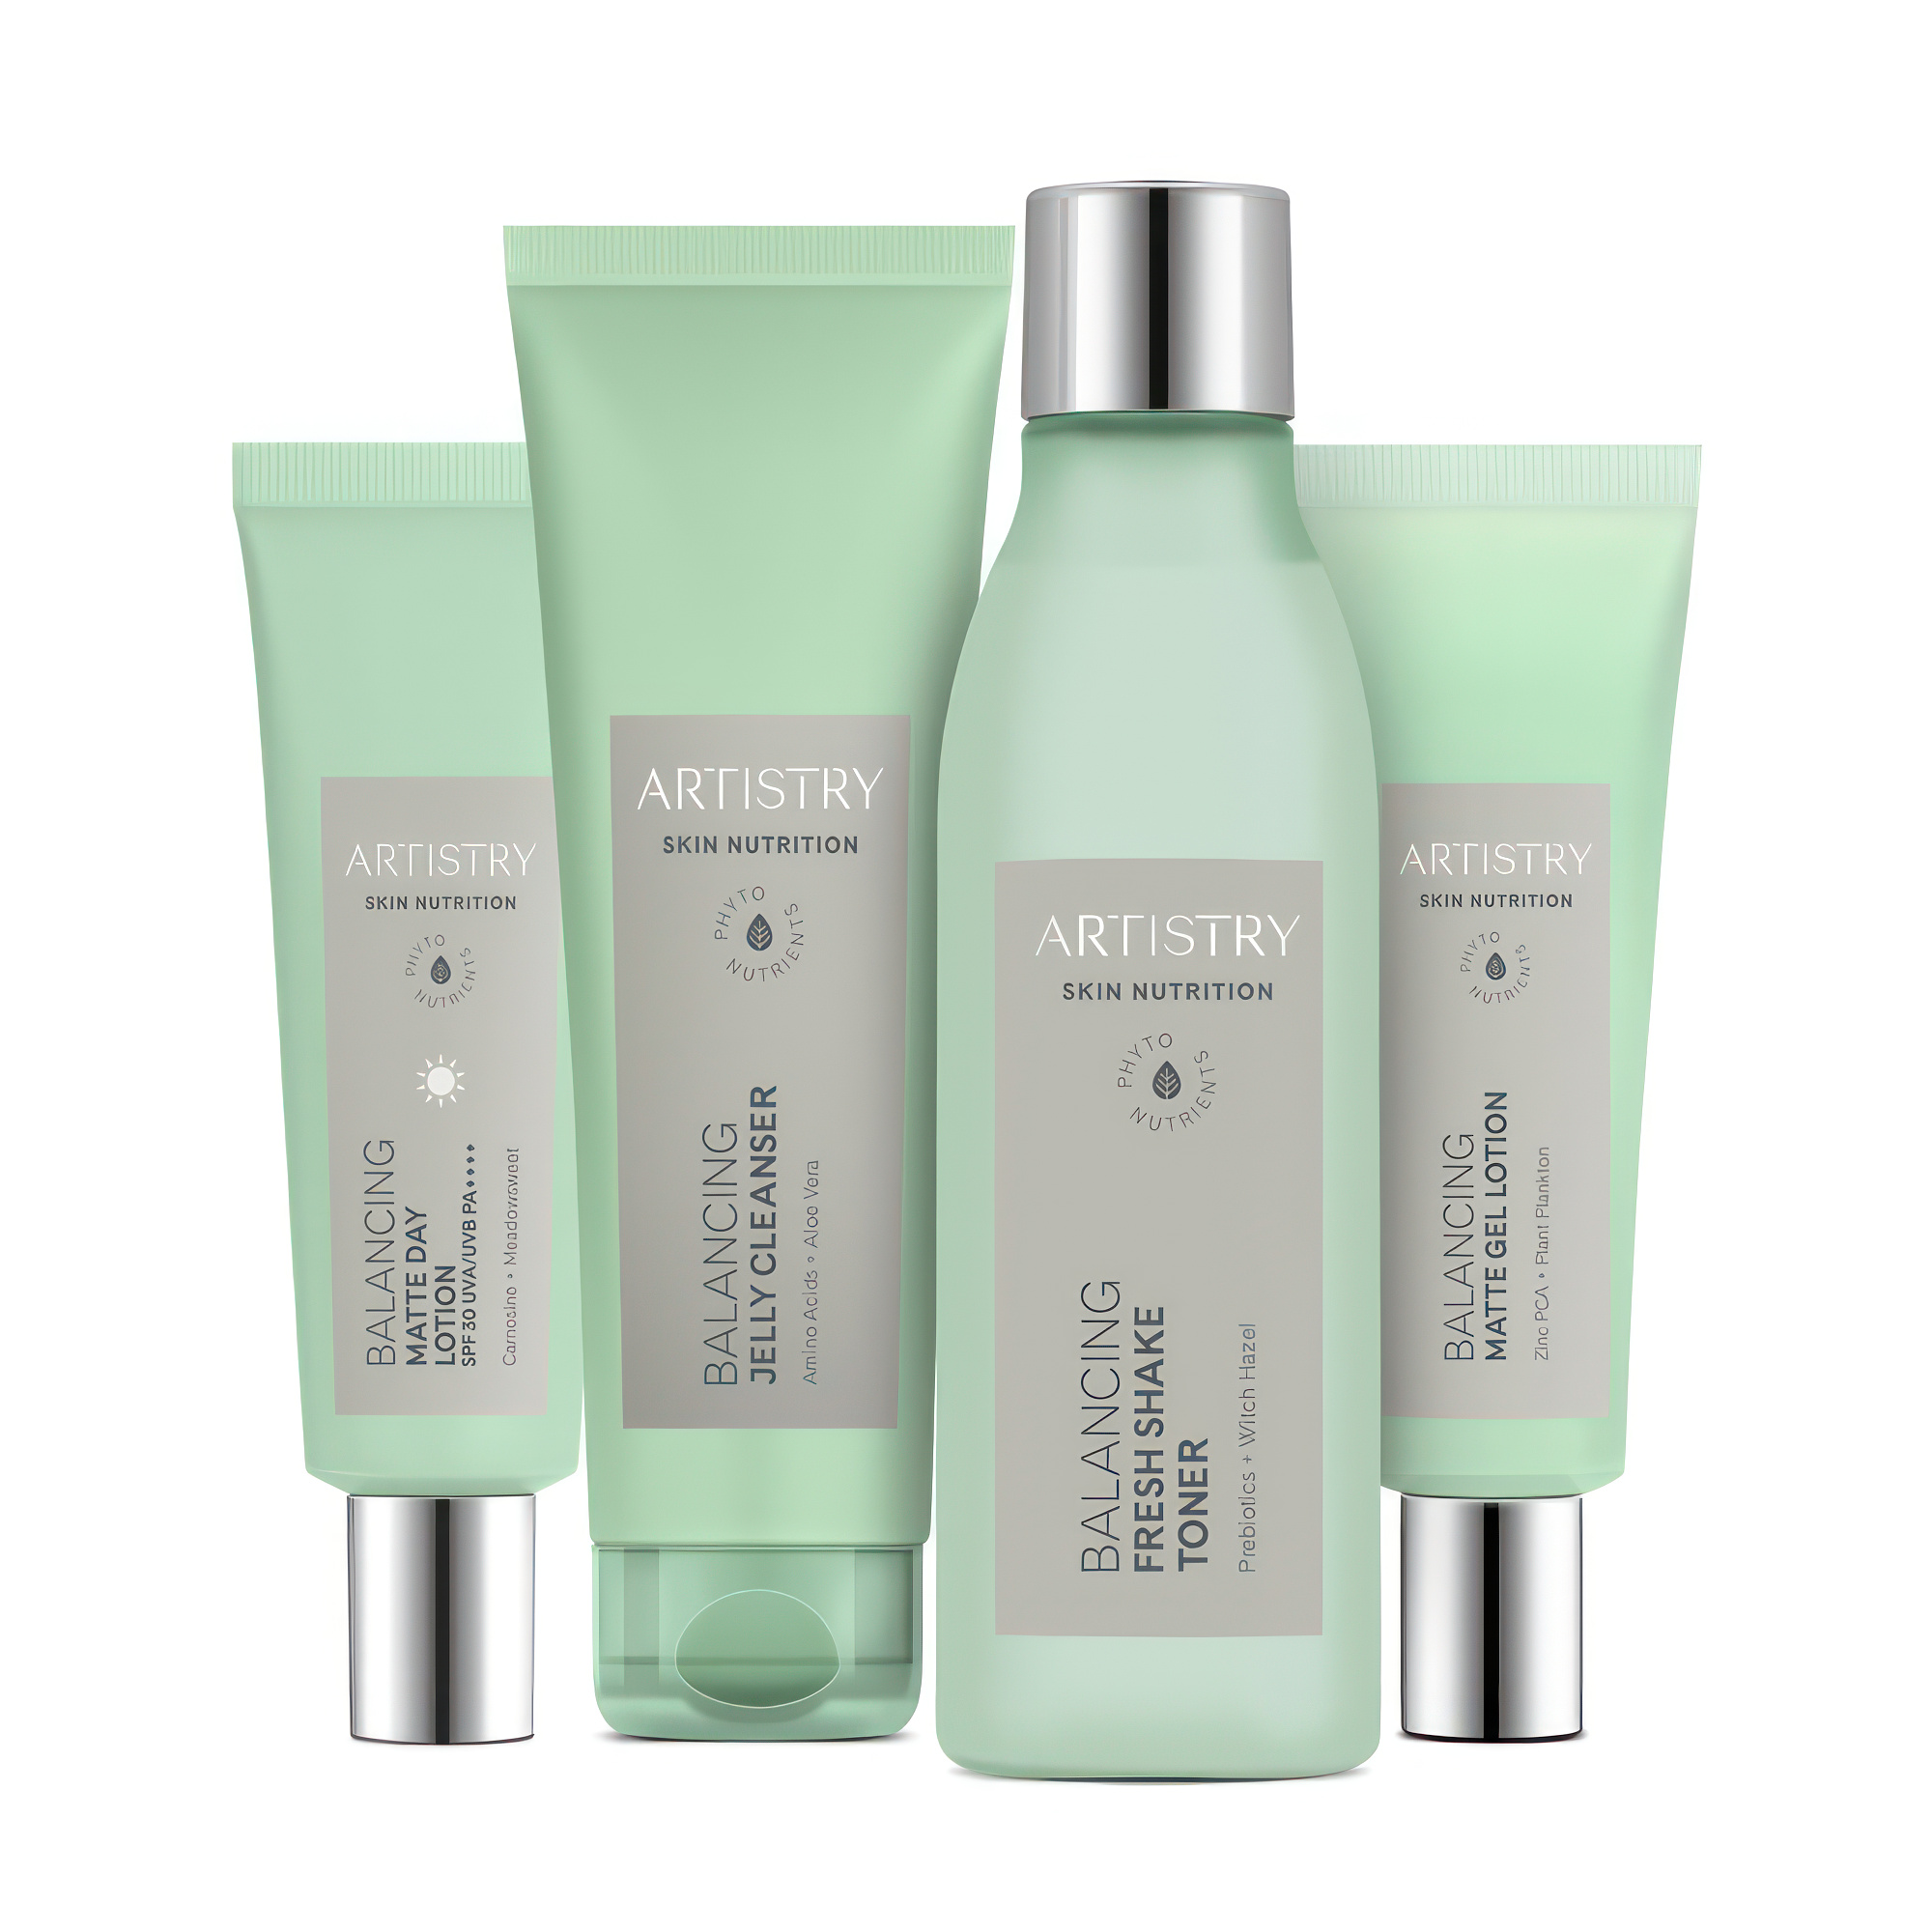 ARTISTRY
SKIN NUTRITION
PHYTO
NUTRIENTS
BALANCING
MATTE DAY
LOTION
SPF 30 UVA/UVB PA++++
Carnosine + Meadowsweet
ARTISTRY
SKIN NUTRITION
PHYTO
NUTRIENTS
BALANCING
JELLY CLEANSER
Amino Acids + Aloe Vera
ARTISTRY
SKIN NUTRITION
PHYTO
NUTRIENTS
BALANCING
FRESH SHAKE
TONER
Prebiotics + Witch Hazel
ARTISTRY
SKIN NUTRITION
PHYTO
NUTRIENTS
BALANCING
MATTE GEL LOTION
Zinc PCA + Plant Plankton